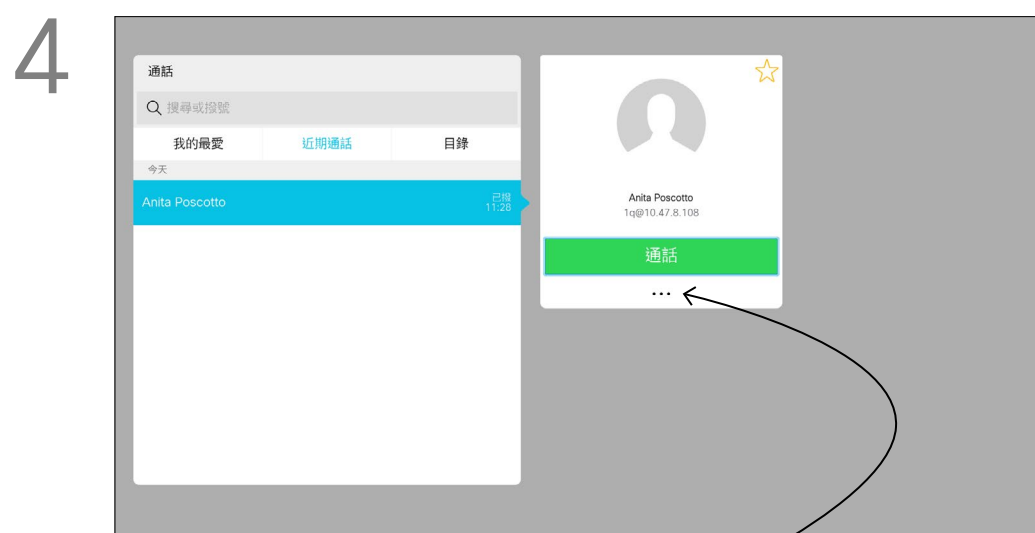 4
通話
搜尋或撥號
我的最愛 近期通話 目錄
今天
Anita Poscotto
已撥
11:28
Anita Poscotto
1q@10.47.8.108
通話
...